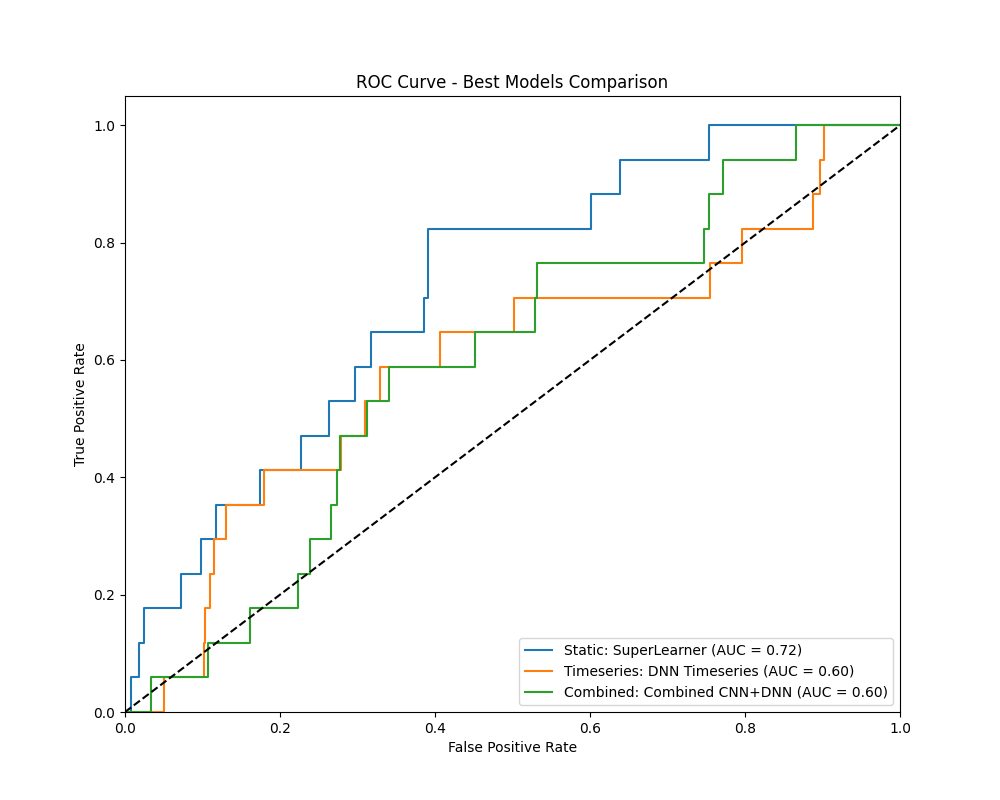 ROC Curve - Best Models Comparison
1.0
0.8
0.6
0.4
0.2
0.0
True Positive Rate
0.0 0.2 0.4 0.6 0.8 1.0
False Positive Rate
Static: SuperLearner (AUC = 0.72)
Timeseries: DNN Timeseries (AUC = 0.60)
Combined: Combined CNN+DNN (AUC = 0.60)